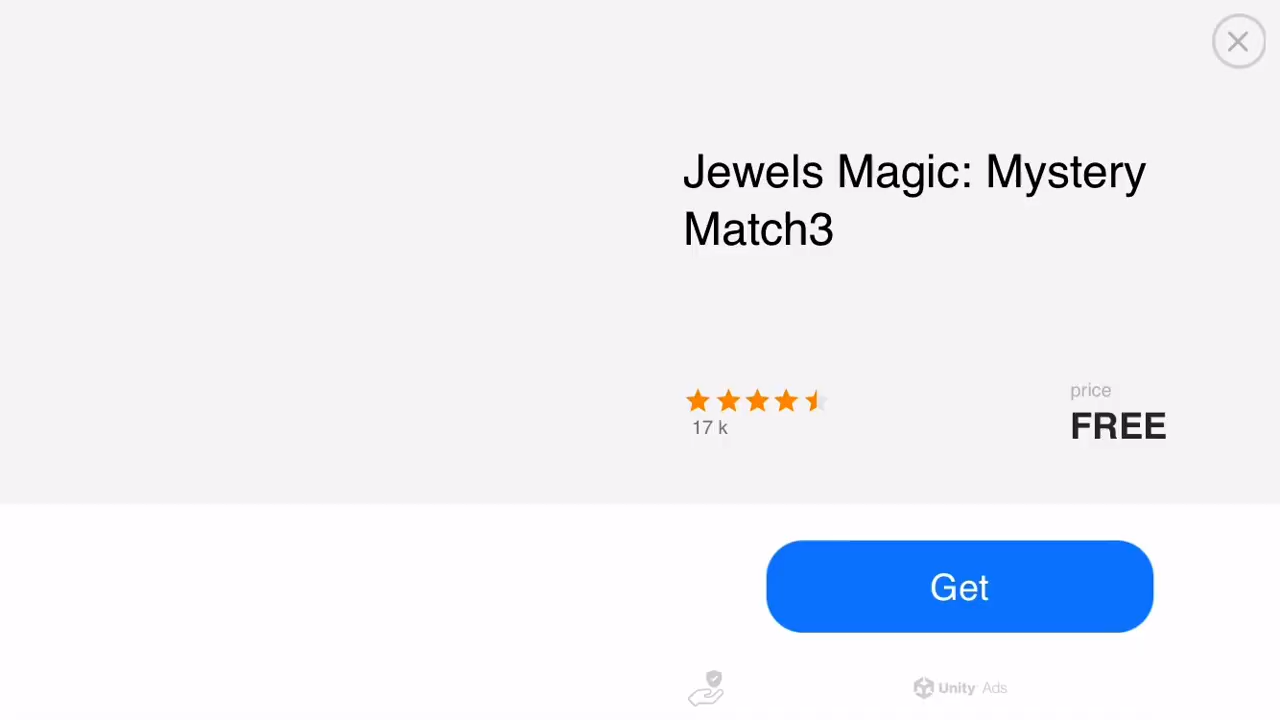 Jewels Magic: Mystery
Match3
17 k
price
FREE
Get
Unity Ads